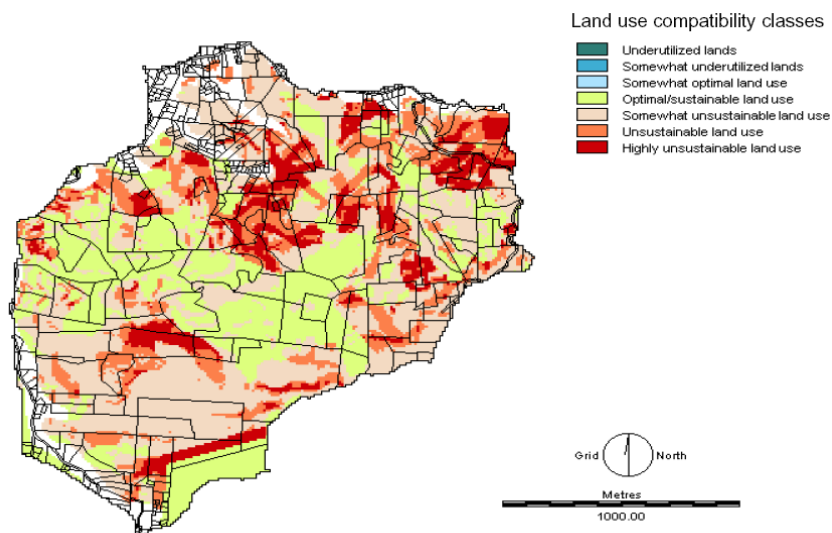 Land use compatibility classes
Underutilized lands
Somewhat underutilized lands
Somewhat optimal land use
Optimal/sustainable land use
Somewhat unsustainable land use
Unsustainable land use
Highly unsustainable land use
Grid North
Metres
1000.00